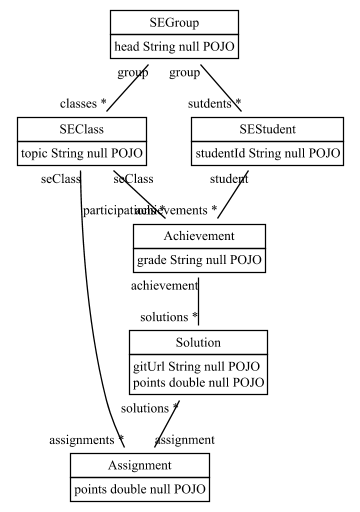 SEGroup
head String null POJO
group
group
classes *
sutdents *
SEClass
topic String null POJO
SEStudent
studentId String null POJO
seClass
seClass
student
participations *
achievements *
Achievement
grade String null POJO
achievement
solutions *
Solution
gitUrl String null POJO
points double null POJO
solutions *
assignments *
assignment
Assignment
points double null POJO